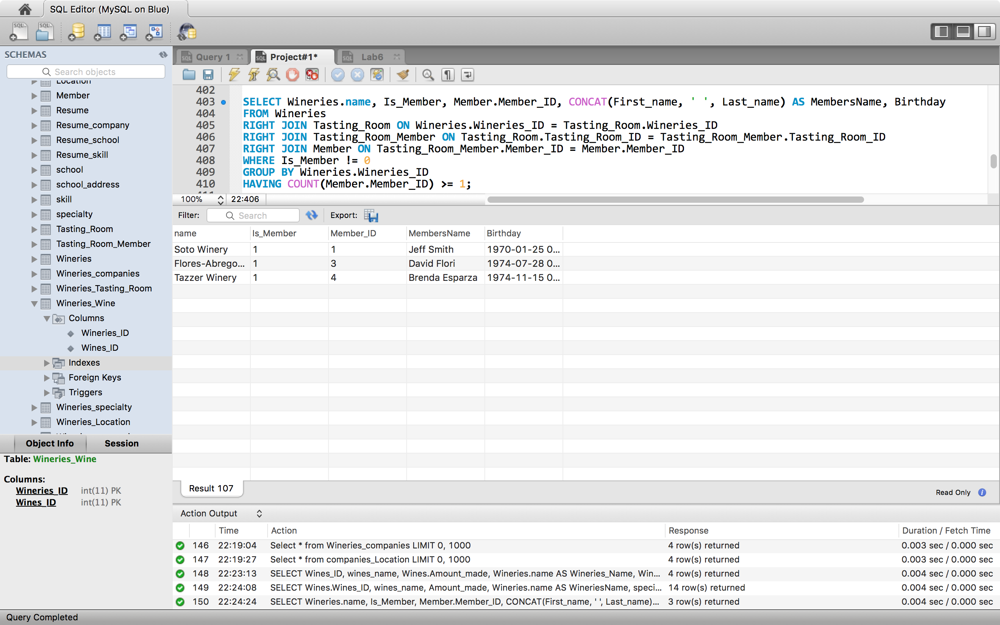 SQL Editor (MySQL on Blue)
SQL
SQL
SCHEMAS
Search objects
Location
Member
Resume
Resume_company
Resume_school
Resume_skill
school
school_address
skill
specialty
Tasting_Room
Tasting_Room_Member
Wineries
Wineries_companies
Wineries_Tasting_Room
Wineries_Wine
Columns
Wineries_ID
Wines_ID
Indexes
Foreign Keys
Triggers
Wineries_specialty
Wineries_Location
Object Info Session
Table: Wineries_Wine
Columns:
Wineries_ID int(11) PK
Wines_ID int(11) PK
SQL Query 1 SQL Project#1* SQL Lab6
402
403 SELECT Wineries.name, Is_Member, Member.Member_ID, CONCAT(First_name, ' ', Last_name) AS MembersName, Birthday
404 FROM Wineries
405 RIGHT JOIN Tasting_Room ON Wineries.Wineries_ID = Tasting_Room.Wineries_ID
406 RIGHT JOIN Tasting_Room_Member ON Tasting_Room.Tasting_Room_ID = Tasting_Room_Member.Tasting_Room_ID
407 RIGHT JOIN Member ON Tasting_Room_Member.Member_ID = Member.Member_ID
408 WHERE Is_Member != 0
409 GROUP BY Wineries.Wineries_ID
410 HAVING COUNT(Member.Member_ID) >= 1;
100% 22:406
Filter: Search Export:
name Is_Member Member_ID MembersName Birthday
Soto Winery 1 1 Jeff Smith 1970-01-25 0...
Flores-Abrego... 1 3 David Flori 1974-07-28 0...
Tazzer Winery 1 4 Brenda Esparza 1974-11-15 0...
Result 107
Read Only
Action Output
Time Action Response Duration / Fetch Time
146 22:19:04 Select * from Wineries_companies LIMIT 0, 1000 4 row(s) returned 0.003 sec / 0.000 sec
147 22:19:27 Select * from companies_Location LIMIT 0, 1000 4 row(s) returned 0.003 sec / 0.000 sec
148 22:23:13 SELECT Wines_ID, wines_name, Wines.Amount_made, Wineries.name AS Wineries_Name, Win... 4 row(s) returned 0.004 sec / 0.000 sec
149 22:24:08 SELECT Wines.Wines_ID, wines_name, Amount_made, Wineries.name AS WineriesName, speci... 14 row(s) returned 0.004 sec / 0.000 sec
150 22:24:24 SELECT Wineries.name, Is_Member, Member.Member_ID, CONCAT(First_name, ' ', Last_name)... 3 row(s) returned 0.004 sec / 0.000 sec
Query Completed